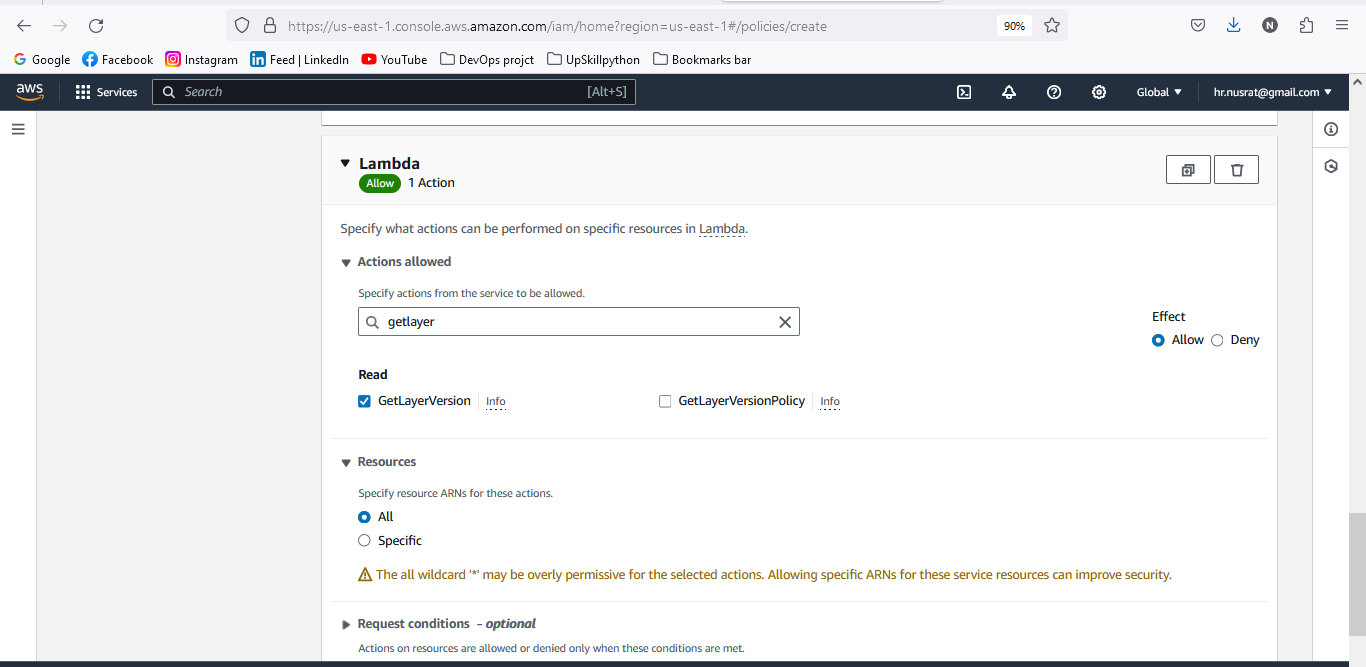 https://us-east-1.console.aws.amazon.com/iam/home?region=us-east-1#/policies/create
90%
N
Google
Facebook
Instagram
Feed | LinkedIn
YouTube
DevOps projct
UpSkillpython
Bookmarks bar
aws
Services
Search
[Alt+S]
Global
hr.nusrat@gmail.com
Lambda
Allow 1 Action
Specify what actions can be performed on specific resources in Lambda.
Actions allowed
Specify actions from the service to be allowed.
getlayer
Effect
Allow
Deny
Read
GetLayerVersion
Info
GetLayerVersionPolicy
Info
Resources
Specify resource ARNs for these actions.
All
Specific
The all wildcard '*' may be overly permissive for the selected actions. Allowing specific ARNs for these service resources can improve security.
Request conditions - optional
Actions on resources are allowed or denied only when these conditions are met.